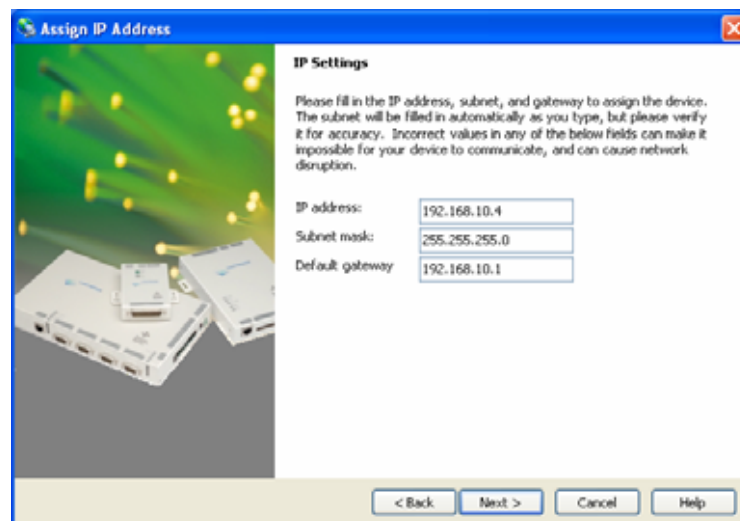 Assign IP Address
IP Settings
Please fill in the IP address, subnet, and gateway to assign the device.
The subnet will be filled in automatically as you type, but please verify
it for accuracy. Incorrect values in any of the below fields can make it
impossible for your device to communicate, and can cause network
disruption.
IP address: 192.168.10.4
Subnet mask: 255.255.255.0
Default gateway 192.168.10.1
< Back Next > Cancel Help